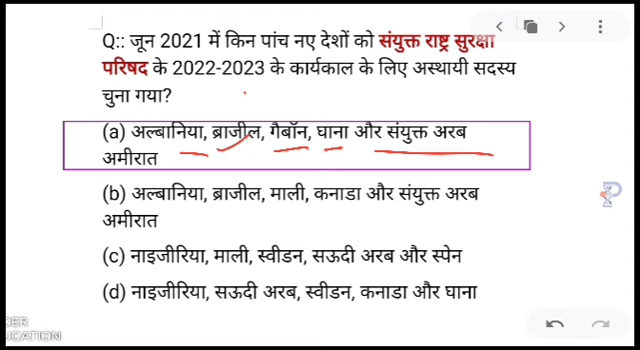 Q:: जून 2021 में किन पांच नए देशों को संयुक्त राष्ट्र सुरक्षा
परिषद के 2022-2023 के कार्यकाल के लिए अस्थायी सदस्य
चुना गया?
(a) अल्बानिया, ब्राजील, गैबॉन, घाना और संयुक्त अरब
अमीरात
(b) अल्बानिया, ब्राजील, माली, कनाडा और संयुक्त अरब
अमीरात
(c) नाइजीरिया, माली, स्वीडन, सऊदी अरब और स्पेन
(d) नाइजीरिया, सऊदी अरब, स्वीडन, कनाडा और घाना